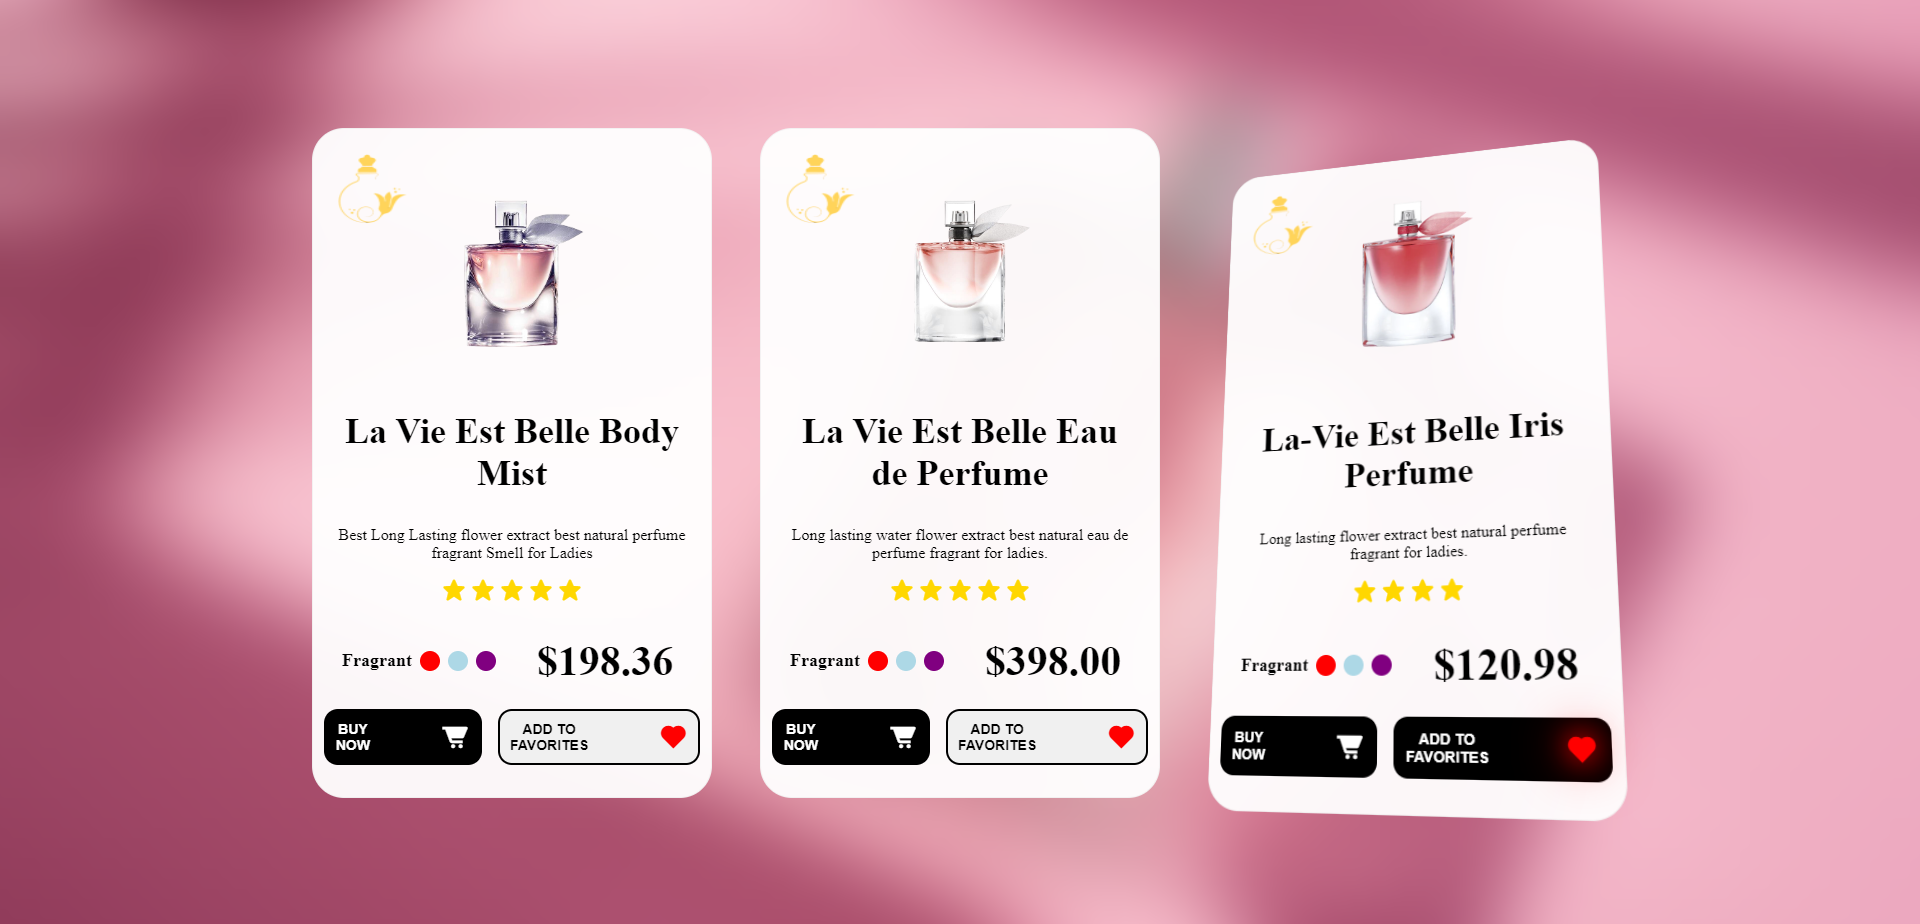 La Vie Est Belle Body
Mist
Best Long Lasting flower extract best natural perfume
fragrant Smell for Ladies
Fragrant
$198.36
BUY
NOW
ADD TO
FAVORITES
La Vie Est Belle Eau
de Perfume
Long lasting water flower extract best natural eau de
perfume fragrant for ladies.
Fragrant
$398.00
BUY
NOW
ADD TO
FAVORITES
La-Vie Est Belle Iris
Perfume
Long lasting flower extract best natural perfume
fragrant for ladies.
Fragrant
$120.98
BUY
NOW
ADD TO
FAVORITES